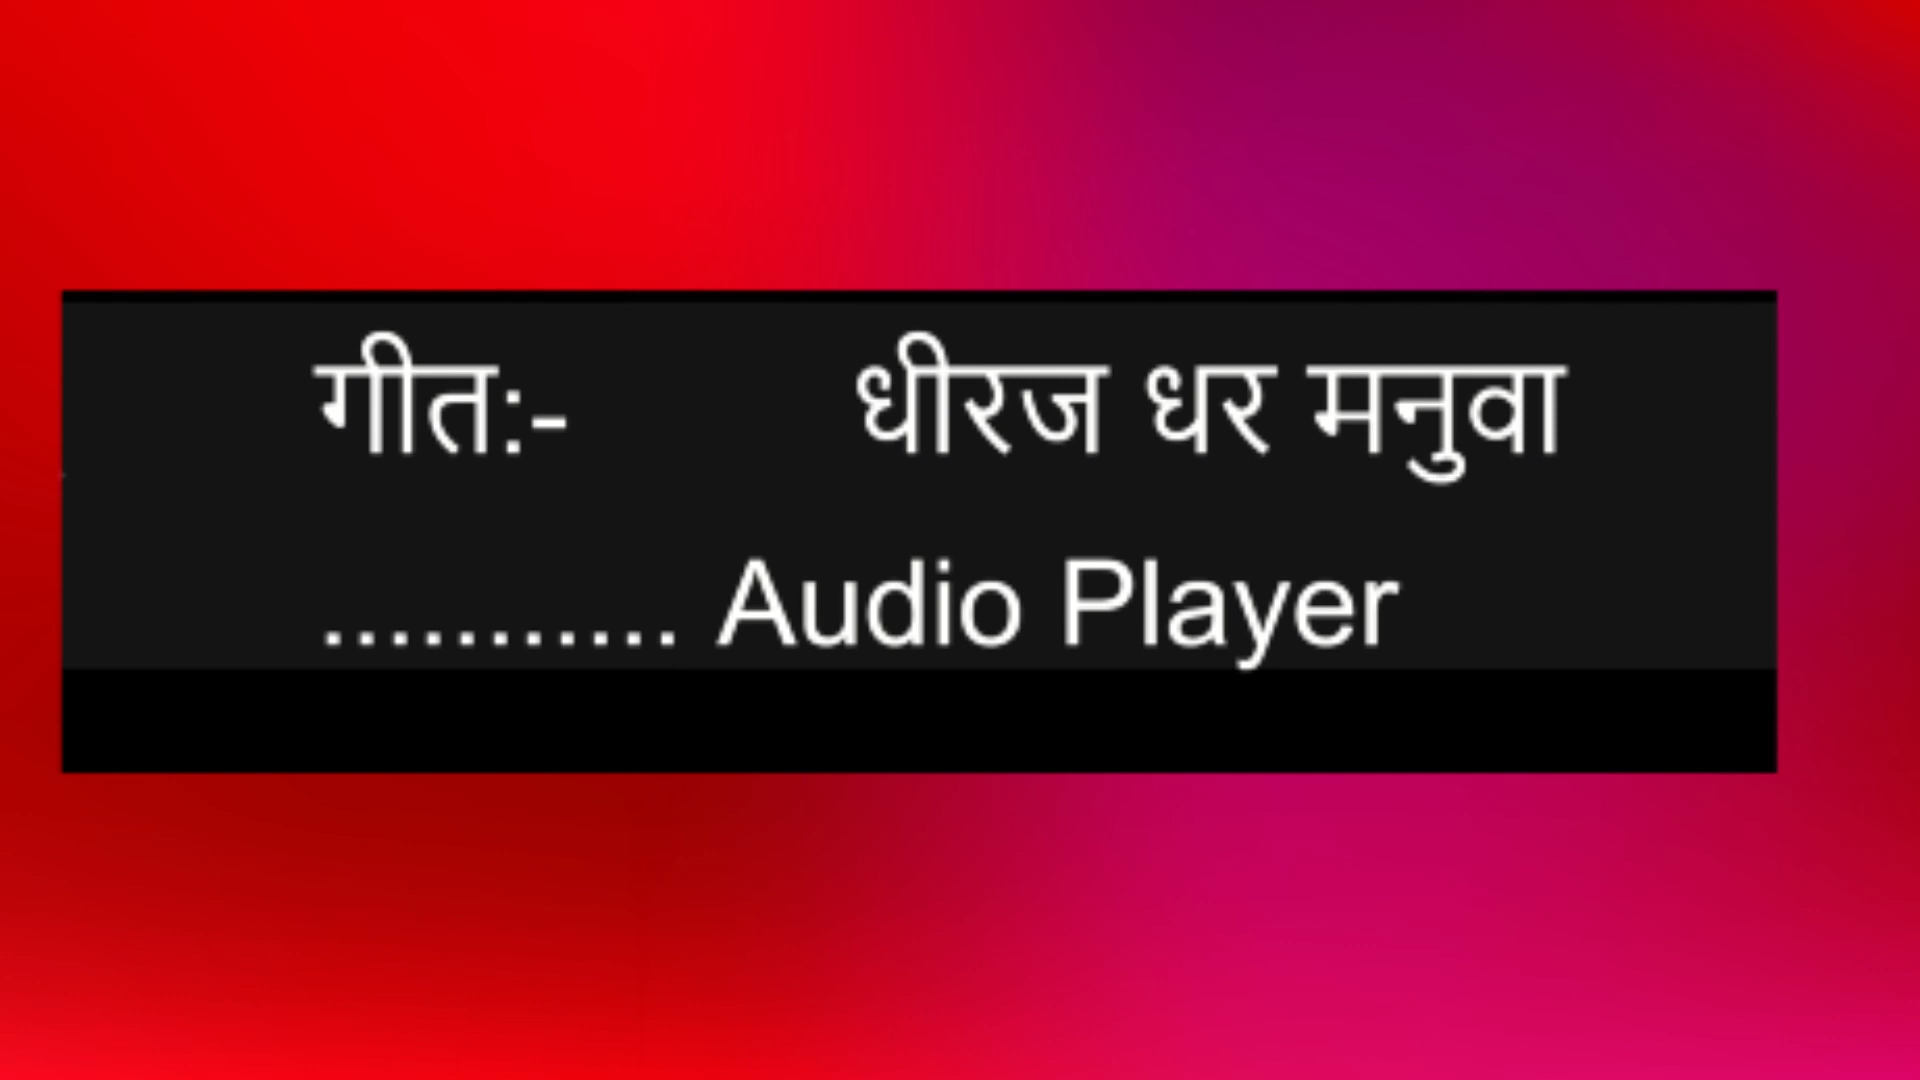 गीत:- धीरज धर मनुवा
........... Audio Player